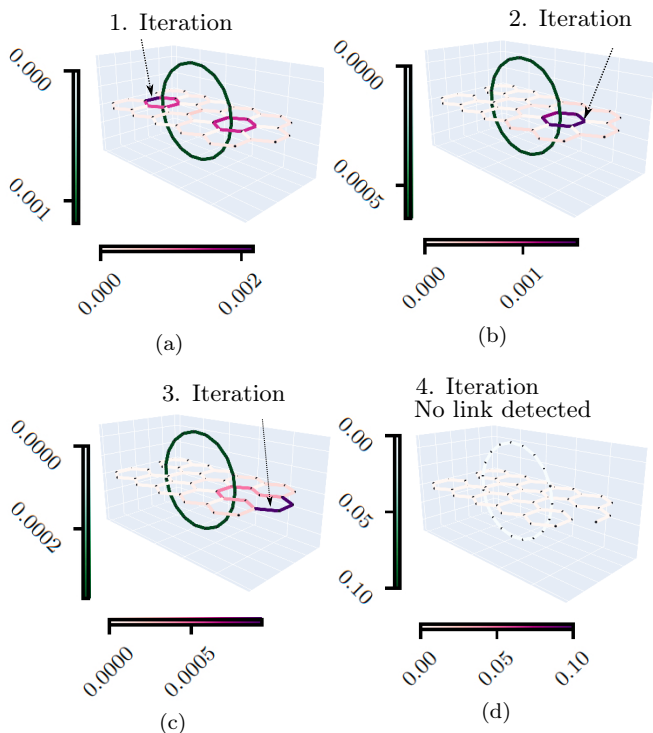 1. Iteration
0.000
0.001
0.000
0.002
(a)
2. Iteration
0.0000
0.0005
0.000
0.001
(b)
3. Iteration
0.0000
0.0002
0.0000
0.0005
(c)
4. Iteration
No link detected
0.00
0.05
0.10
0.00
0.05
0.10
(d)